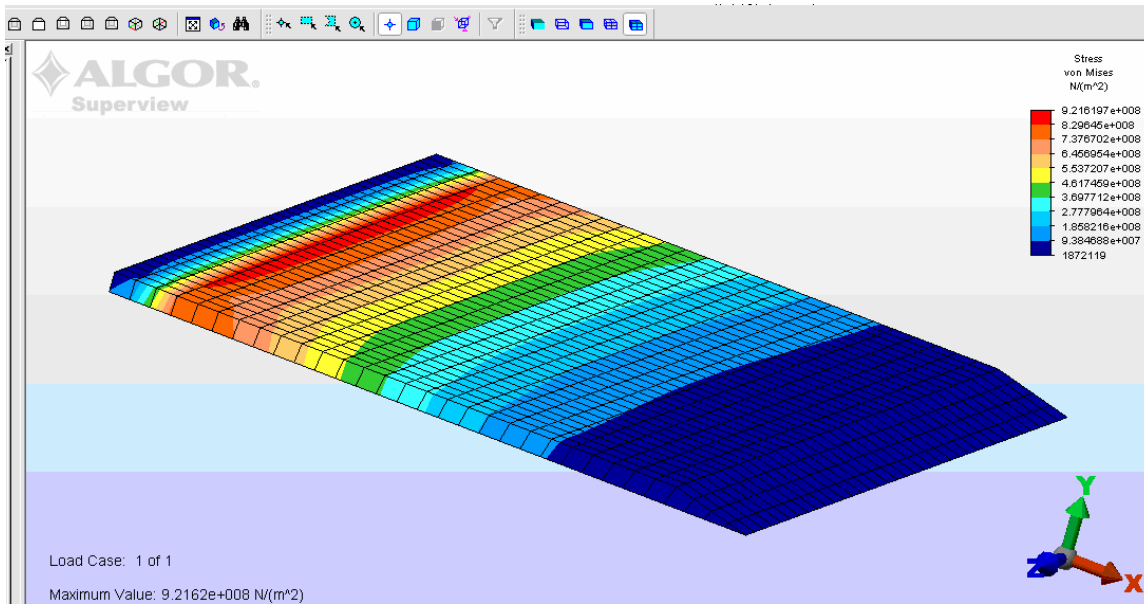 ALGOR®
Superview
Stress
von Mises
N/(m^2)
9.216197e+008
8.29645e+008
7.376702e+008
6.456954e+008
5.537207e+008
4.617459e+008
3.697712e+008
2.777964e+008
1.858216e+008
9.384688e+007
1872119
Y
Z
X
Load Case: 1 of 1
Maximum Value: 9.2162e+008 N/(m^2)